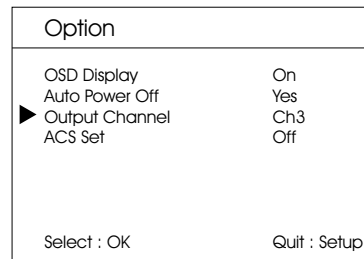 Option
OSD Display On
Auto Power Off Yes
Output Channel Ch3
ACS Set Off
Select : OK Quit : Setup